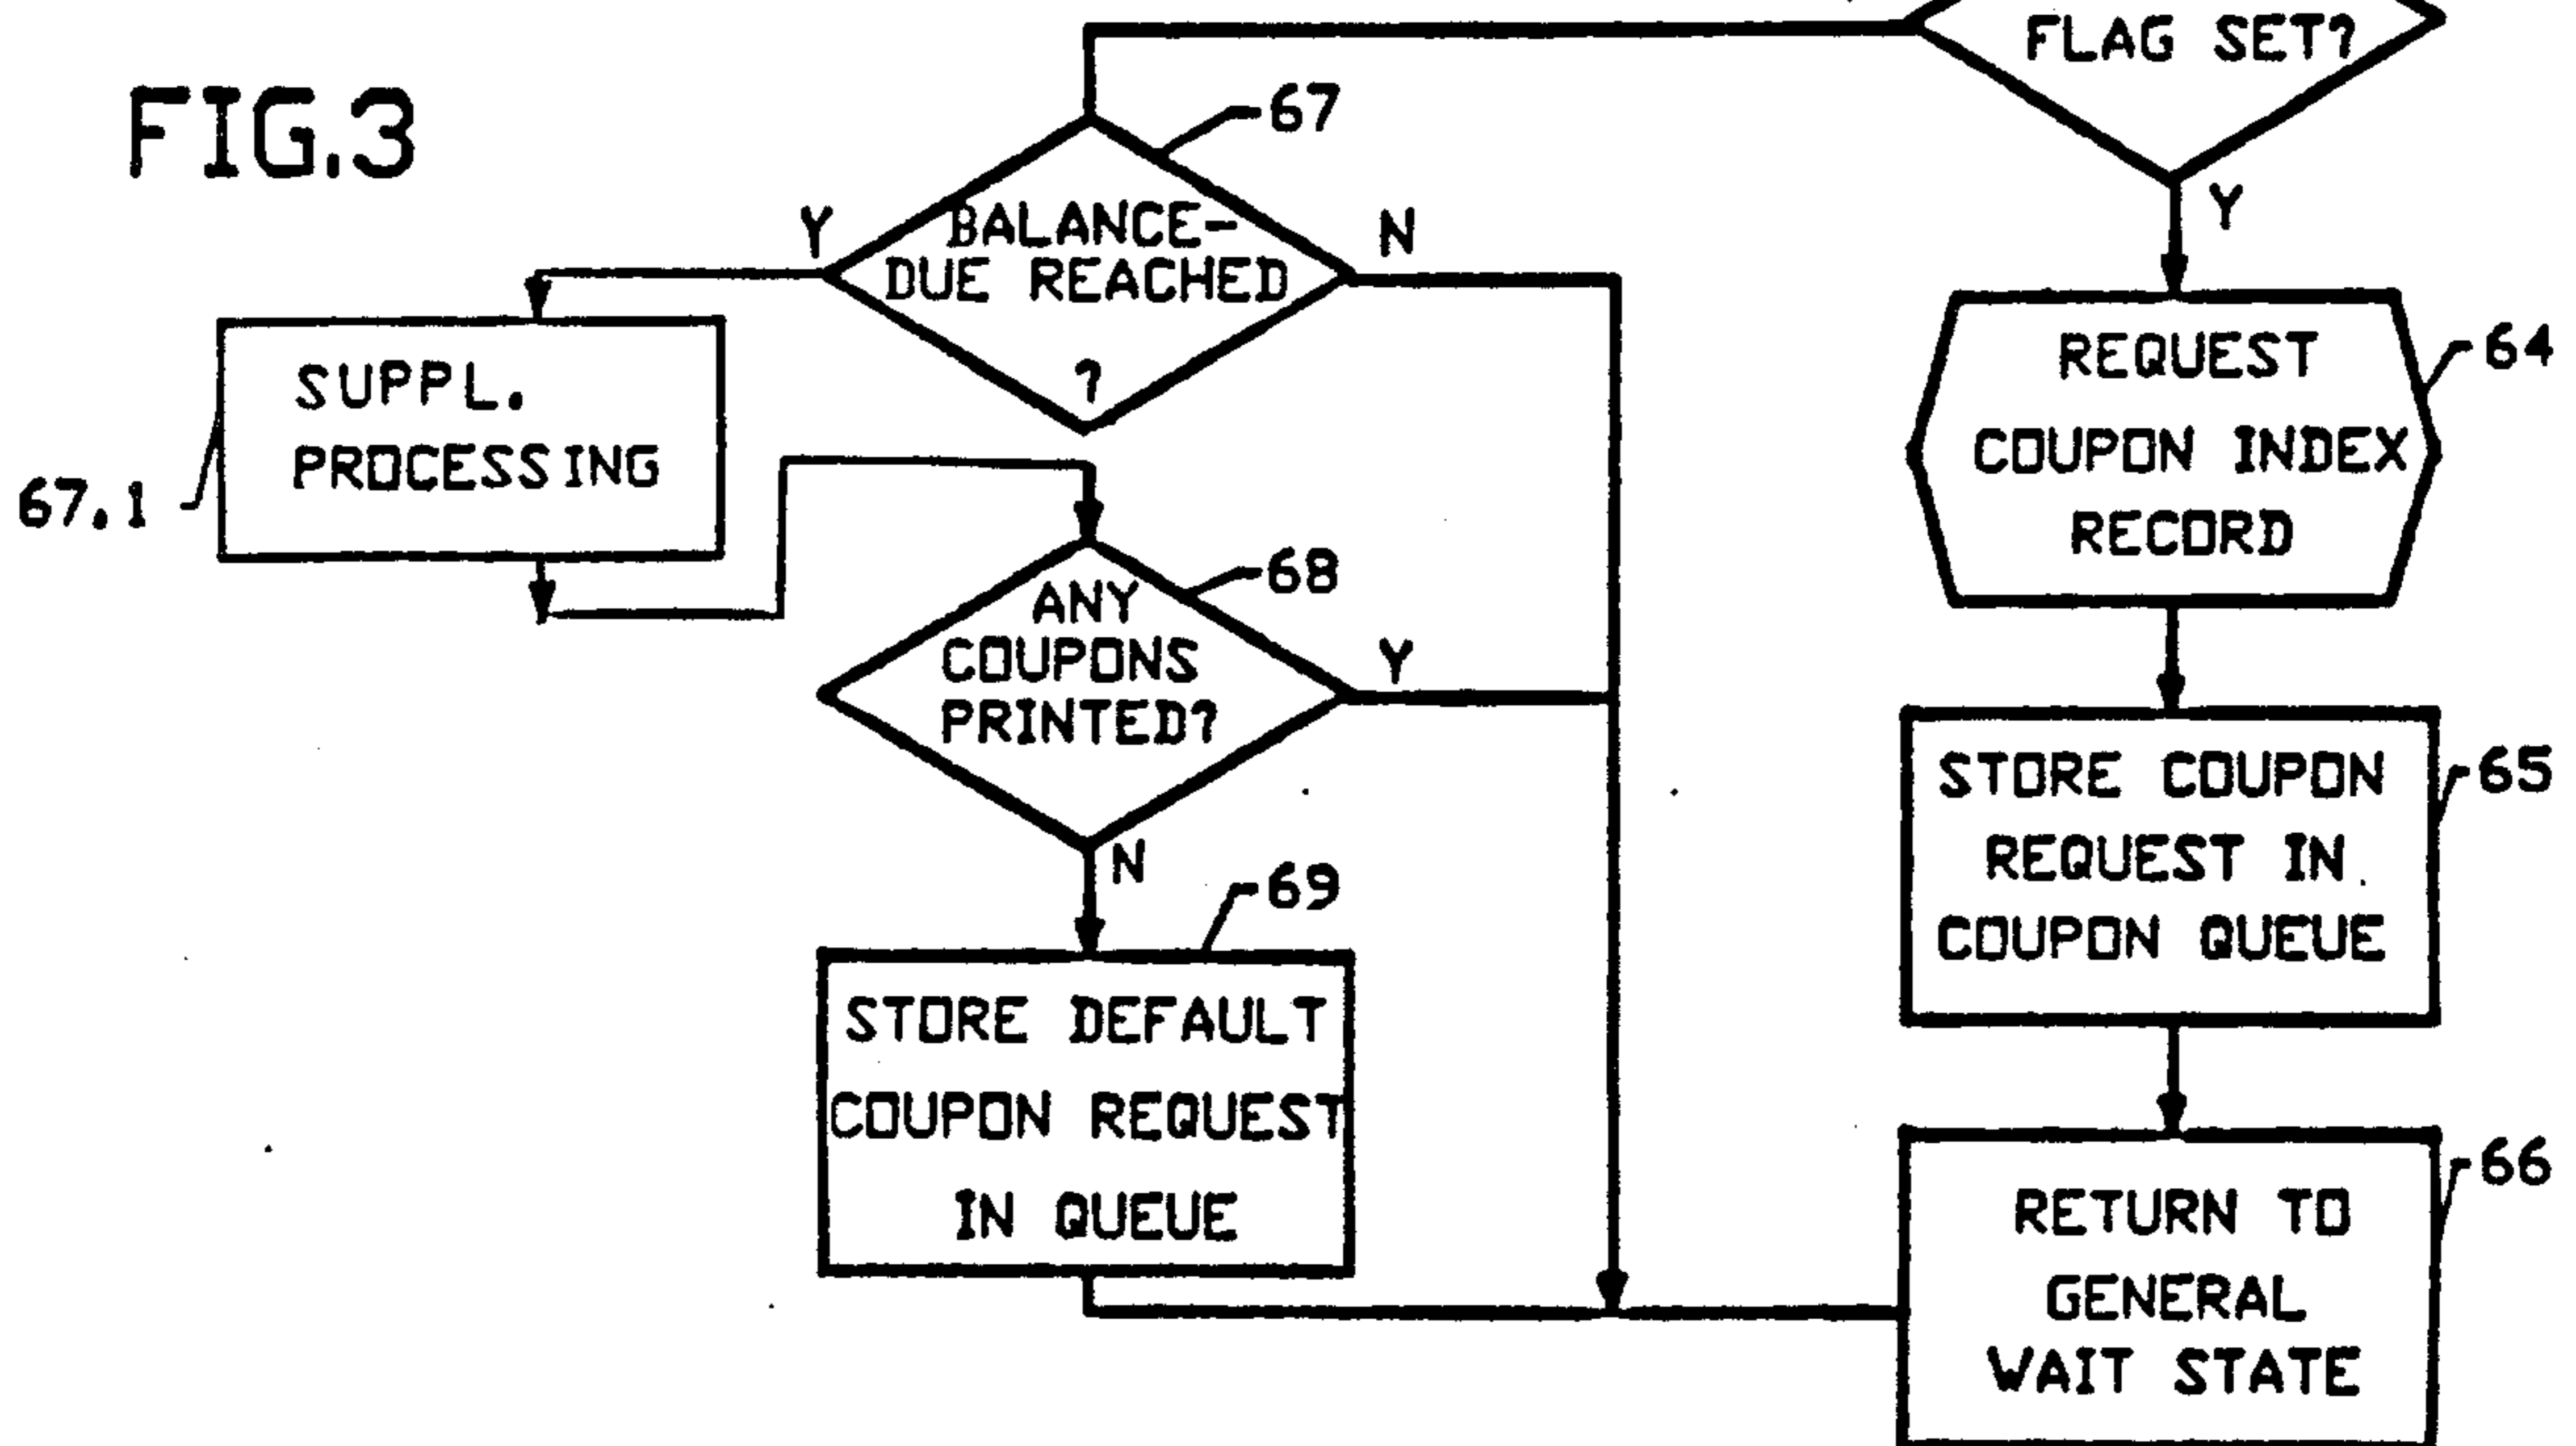 FLAG SET?
FIG.3
67
Y
BALANCE-
DUE REACHED
?
N
Y
SUPPL.
PROCESSING
67.1
REQUEST
COUPON INDEX
RECORD
64
68
ANY
COUPONS
PRINTED?
Y
N
STORE COUPON
REQUEST IN
COUPON QUEUE
65
69
STORE DEFAULT
COUPON REQUEST
IN QUEUE
66
RETURN TO
GENERAL
WAIT STATE